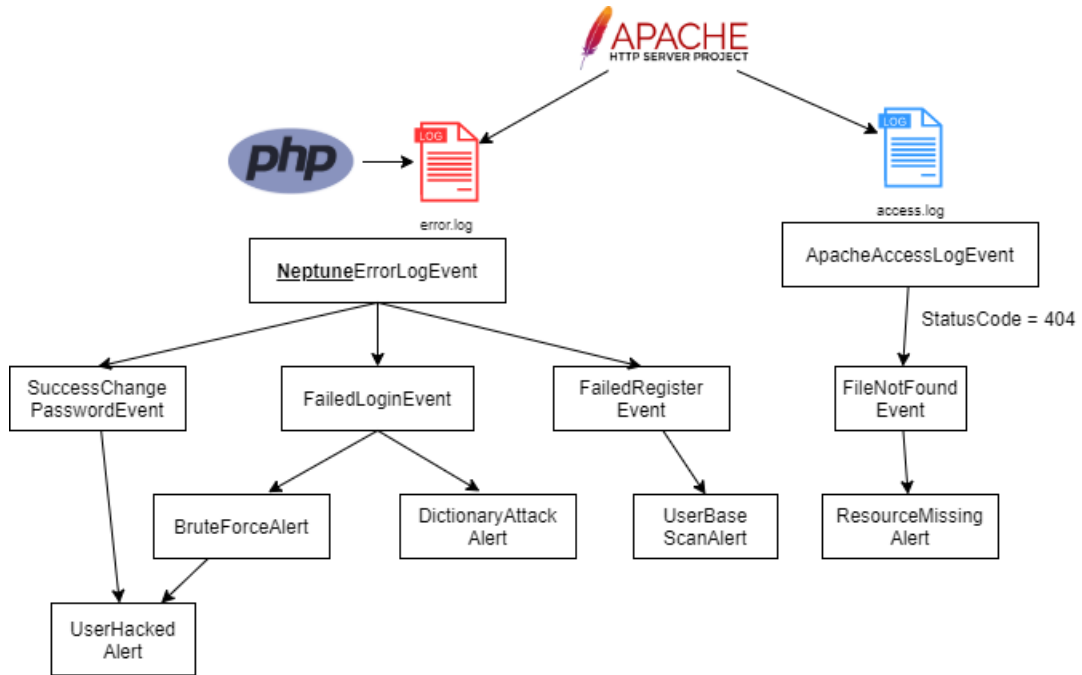 APACHE
HTTP SERVER PROJECT
LOG
LOG
php
error.log
access.log
NeptuneErrorLogEvent
ApacheAccessLogEvent
StatusCode = 404
SuccessChange
PasswordEvent
FailedLoginEvent
FailedRegister
Event
FileNotFound
Event
BruteForceAlert
DictionaryAttack
Alert
UserBase
ScanAlert
ResourceMissing
Alert
UserHacked
Alert